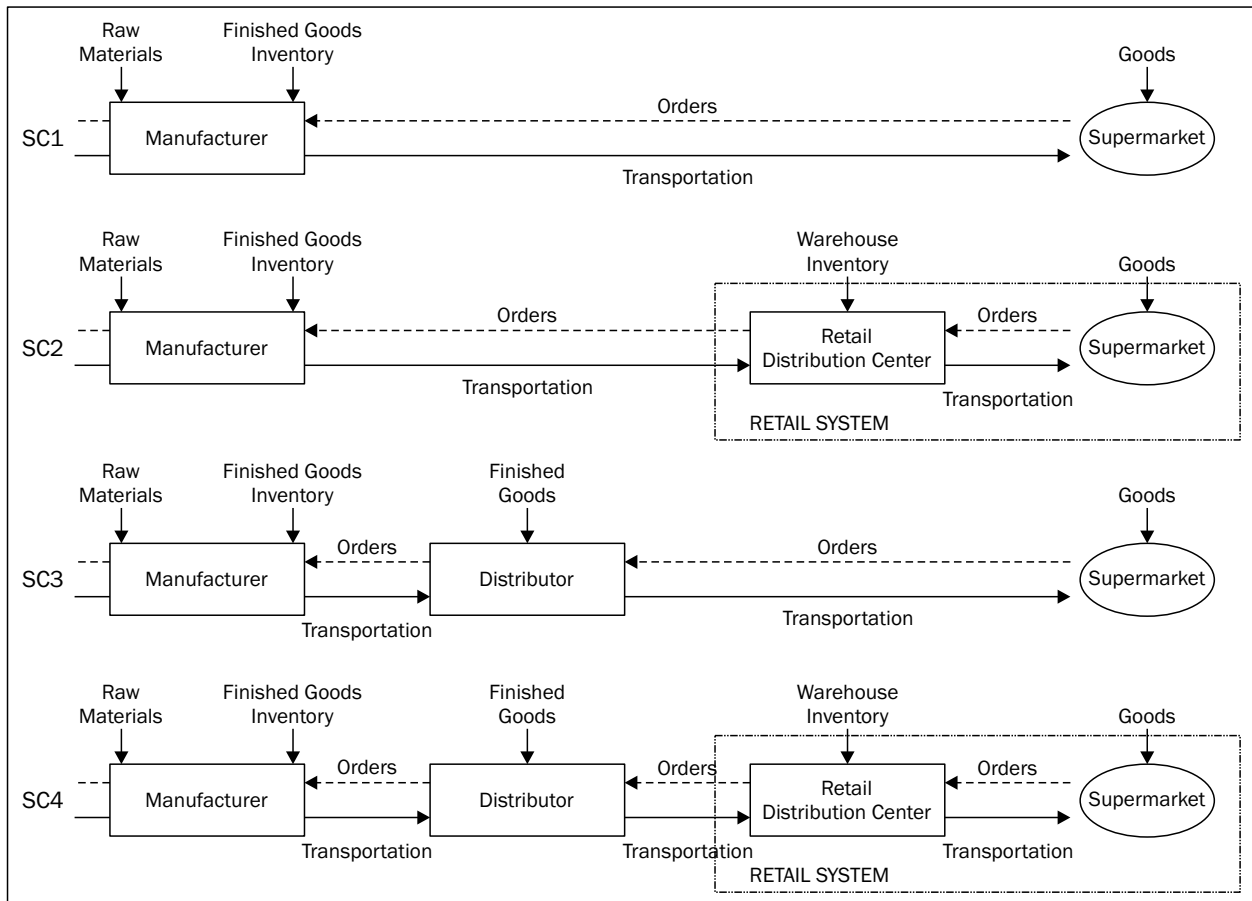 Raw
Materials
Finished Goods
Inventory
Goods
SC1
Manufacturer
Orders
Transportation
Supermarket
Raw
Materials
Finished Goods
Inventory
Warehouse
Inventory
Goods
SC2
Manufacturer
Orders
Transportation
Retail
Distribution Center
Orders
Transportation
Supermarket
RETAIL SYSTEM
Raw
Materials
Finished Goods
Inventory
Finished
Goods
Goods
SC3
Manufacturer
Orders
Transportation
Distributor
Orders
Transportation
Supermarket
Raw
Materials
Finished Goods
Inventory
Finished
Goods
Warehouse
Inventory
Goods
SC4
Manufacturer
Orders
Transportation
Distributor
Orders
Transportation
Retail
Distribution Center
Orders
Transportation
Supermarket
RETAIL SYSTEM